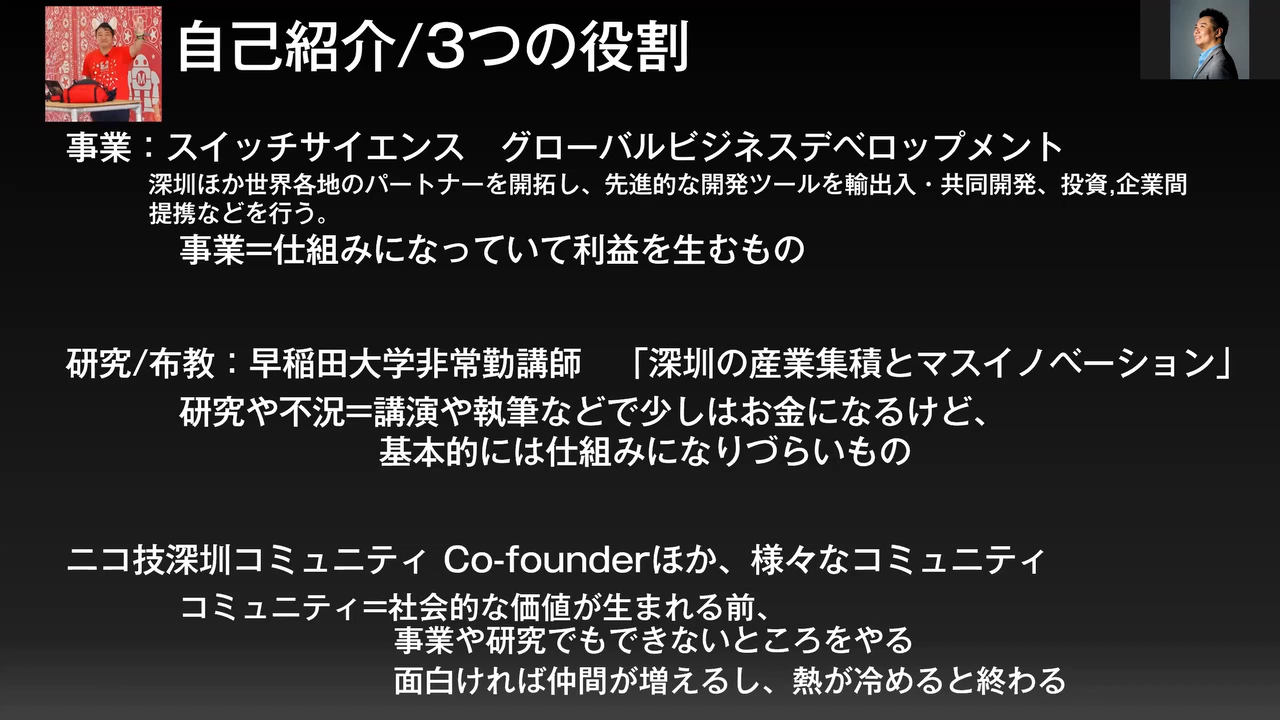 自己紹介/3つの役割
事業：スイッチサイエンス　グローバルビジネスデベロップメント
深圳ほか世界各地のパートナーを開拓し、先進的な開発ツールを輸出入・共同開発、投資,企業間
提携などを行う。
事業＝仕組みになっていて利益を生むもの
研究/布教：早稲田大学非常勤講師　「深圳の産業集積とマスイノベーション」
研究や不況＝講演や執筆などで少しはお金になるけど、
基本的には仕組みになりづらいもの
ニコ技深圳コミュニティ Co-founderほか、様々なコミュニティ
コミュニティ＝社会的な価値が生まれる前、
事業や研究でもできないところをやる
面白ければ仲間が増えるし、熱が冷めると終わる